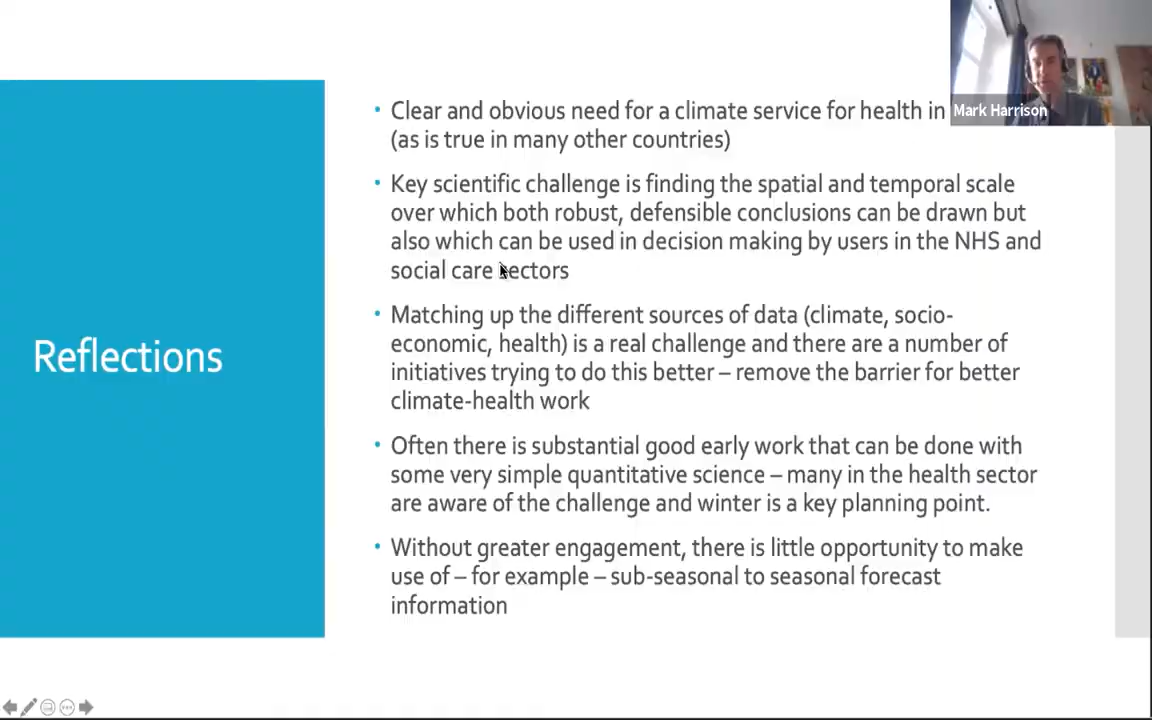 Mark Harrison
Reflections
• Clear and obvious need for a climate service for health in
(as is true in many other countries)
• Key scientific challenge is finding the spatial and temporal scale
over which both robust, defensible conclusions can be drawn but
also which can be used in decision making by users in the NHS and
social care sectors
• Matching up the different sources of data (climate, socio-
economic, health) is a real challenge and there are a number of
initiatives trying to do this better – remove the barrier for better
climate-health work
• Often there is substantial good early work that can be done with
some very simple quantitative science – many in the health sector
are aware of the challenge and winter is a key planning point.
• Without greater engagement, there is little opportunity to make
use of – for example – sub-seasonal to seasonal forecast
information